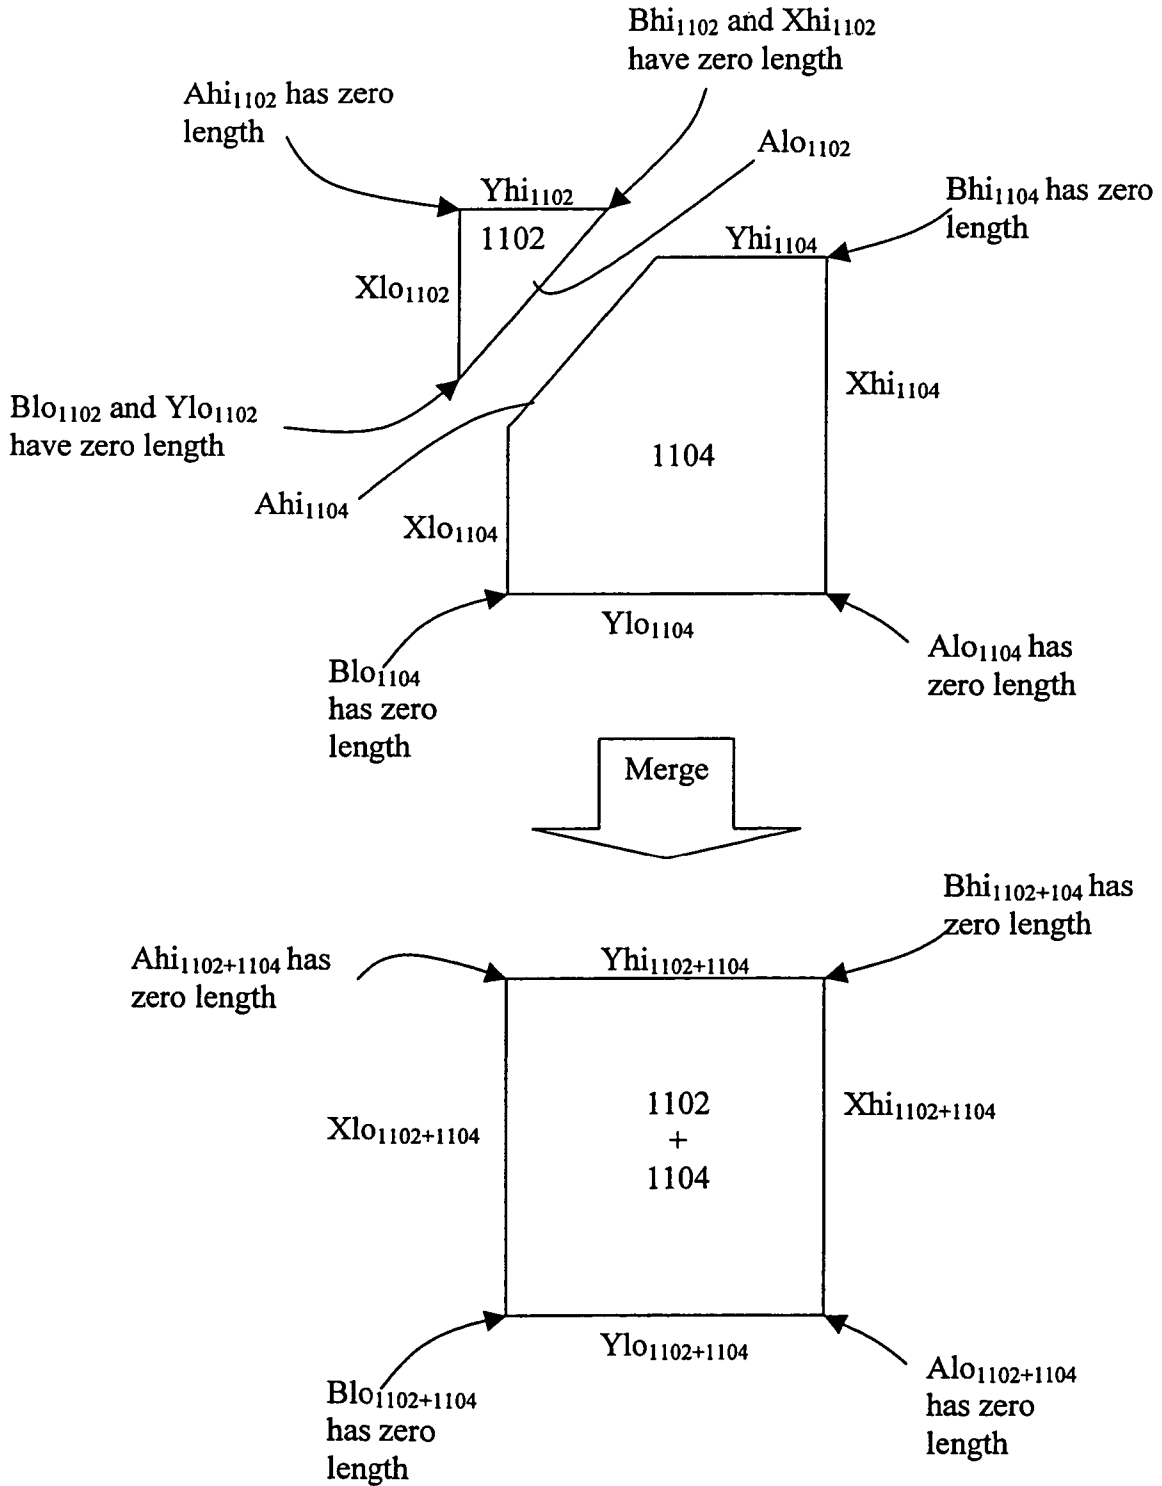 Bhi1102 and Xhi1102
have zero length
Ahi1102 has zero
length
Alo1102
Yhi1102
Bhi1104 has zero
length
1102
Yhi1104
Xlo1102
Xhi1104
Blo1102 and Ylo1102
have zero length
1104
Ahi1104
Xlo1104
Ylo1104
Alo1104 has
zero length
Blo1104
has zero
length
Merge
Bhi1102+104 has
zero length
Ahi1102+1104 has
zero length
Yhi1102+1104
1102
+
1104
Xhi1102+1104
Xlo1102+1104
Ylo1102+1104
Alo1102+1104
has zero
length
Blo1102+1104
has zero
length